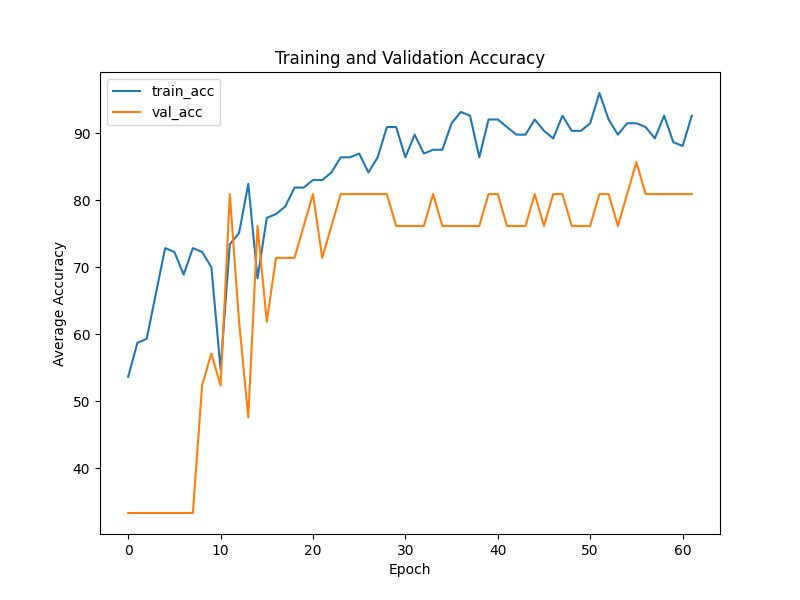 Training and Validation Accuracy
train_acc
val_acc
90
80
70
60
50
40
Average Accuracy
0 10 20 30 40 50 60
Epoch